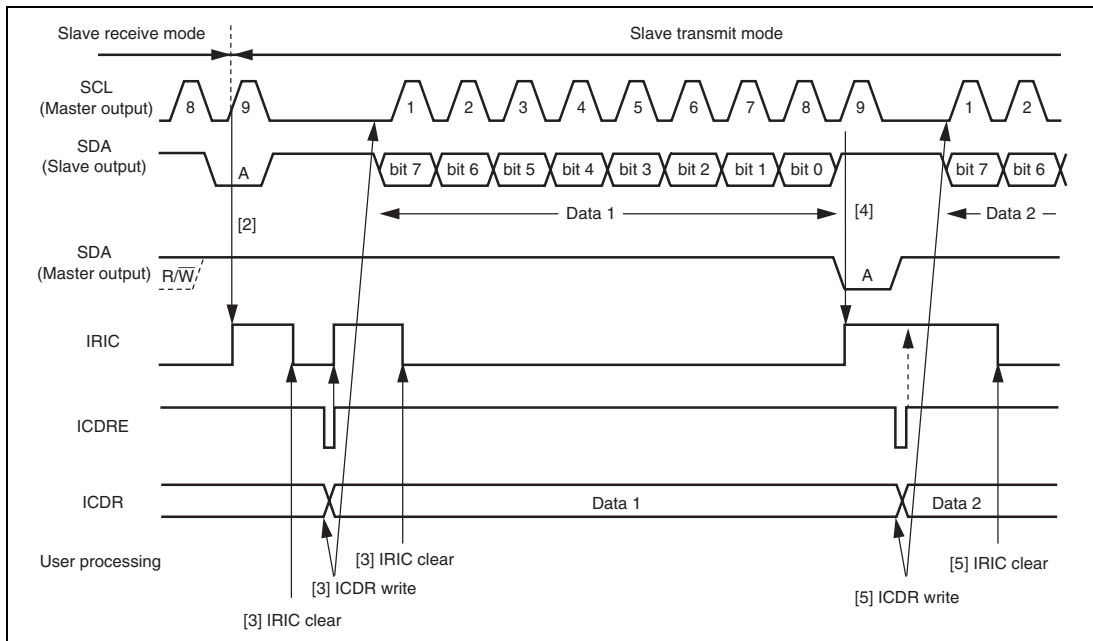 Slave receive mode
Slave transmit mode
SCL
(Master output)
8 9 1 2 3 4 5 6 7 8 9 1 2
SDA
(Slave output)
A bit 7 bit 6 bit 5 bit 4 bit 3 bit 2 bit 1 bit 0 bit 7 bit 6
[2] Data 1 [4] Data 2
SDA
(Master output)
R/W̅ A
IRIC
ICDRE
ICDR Data 1 Data 2
User processing
[3] IRIC clear
[5] IRIC clear
[3] ICDR write
[5] ICDR write
[3] IRIC clear